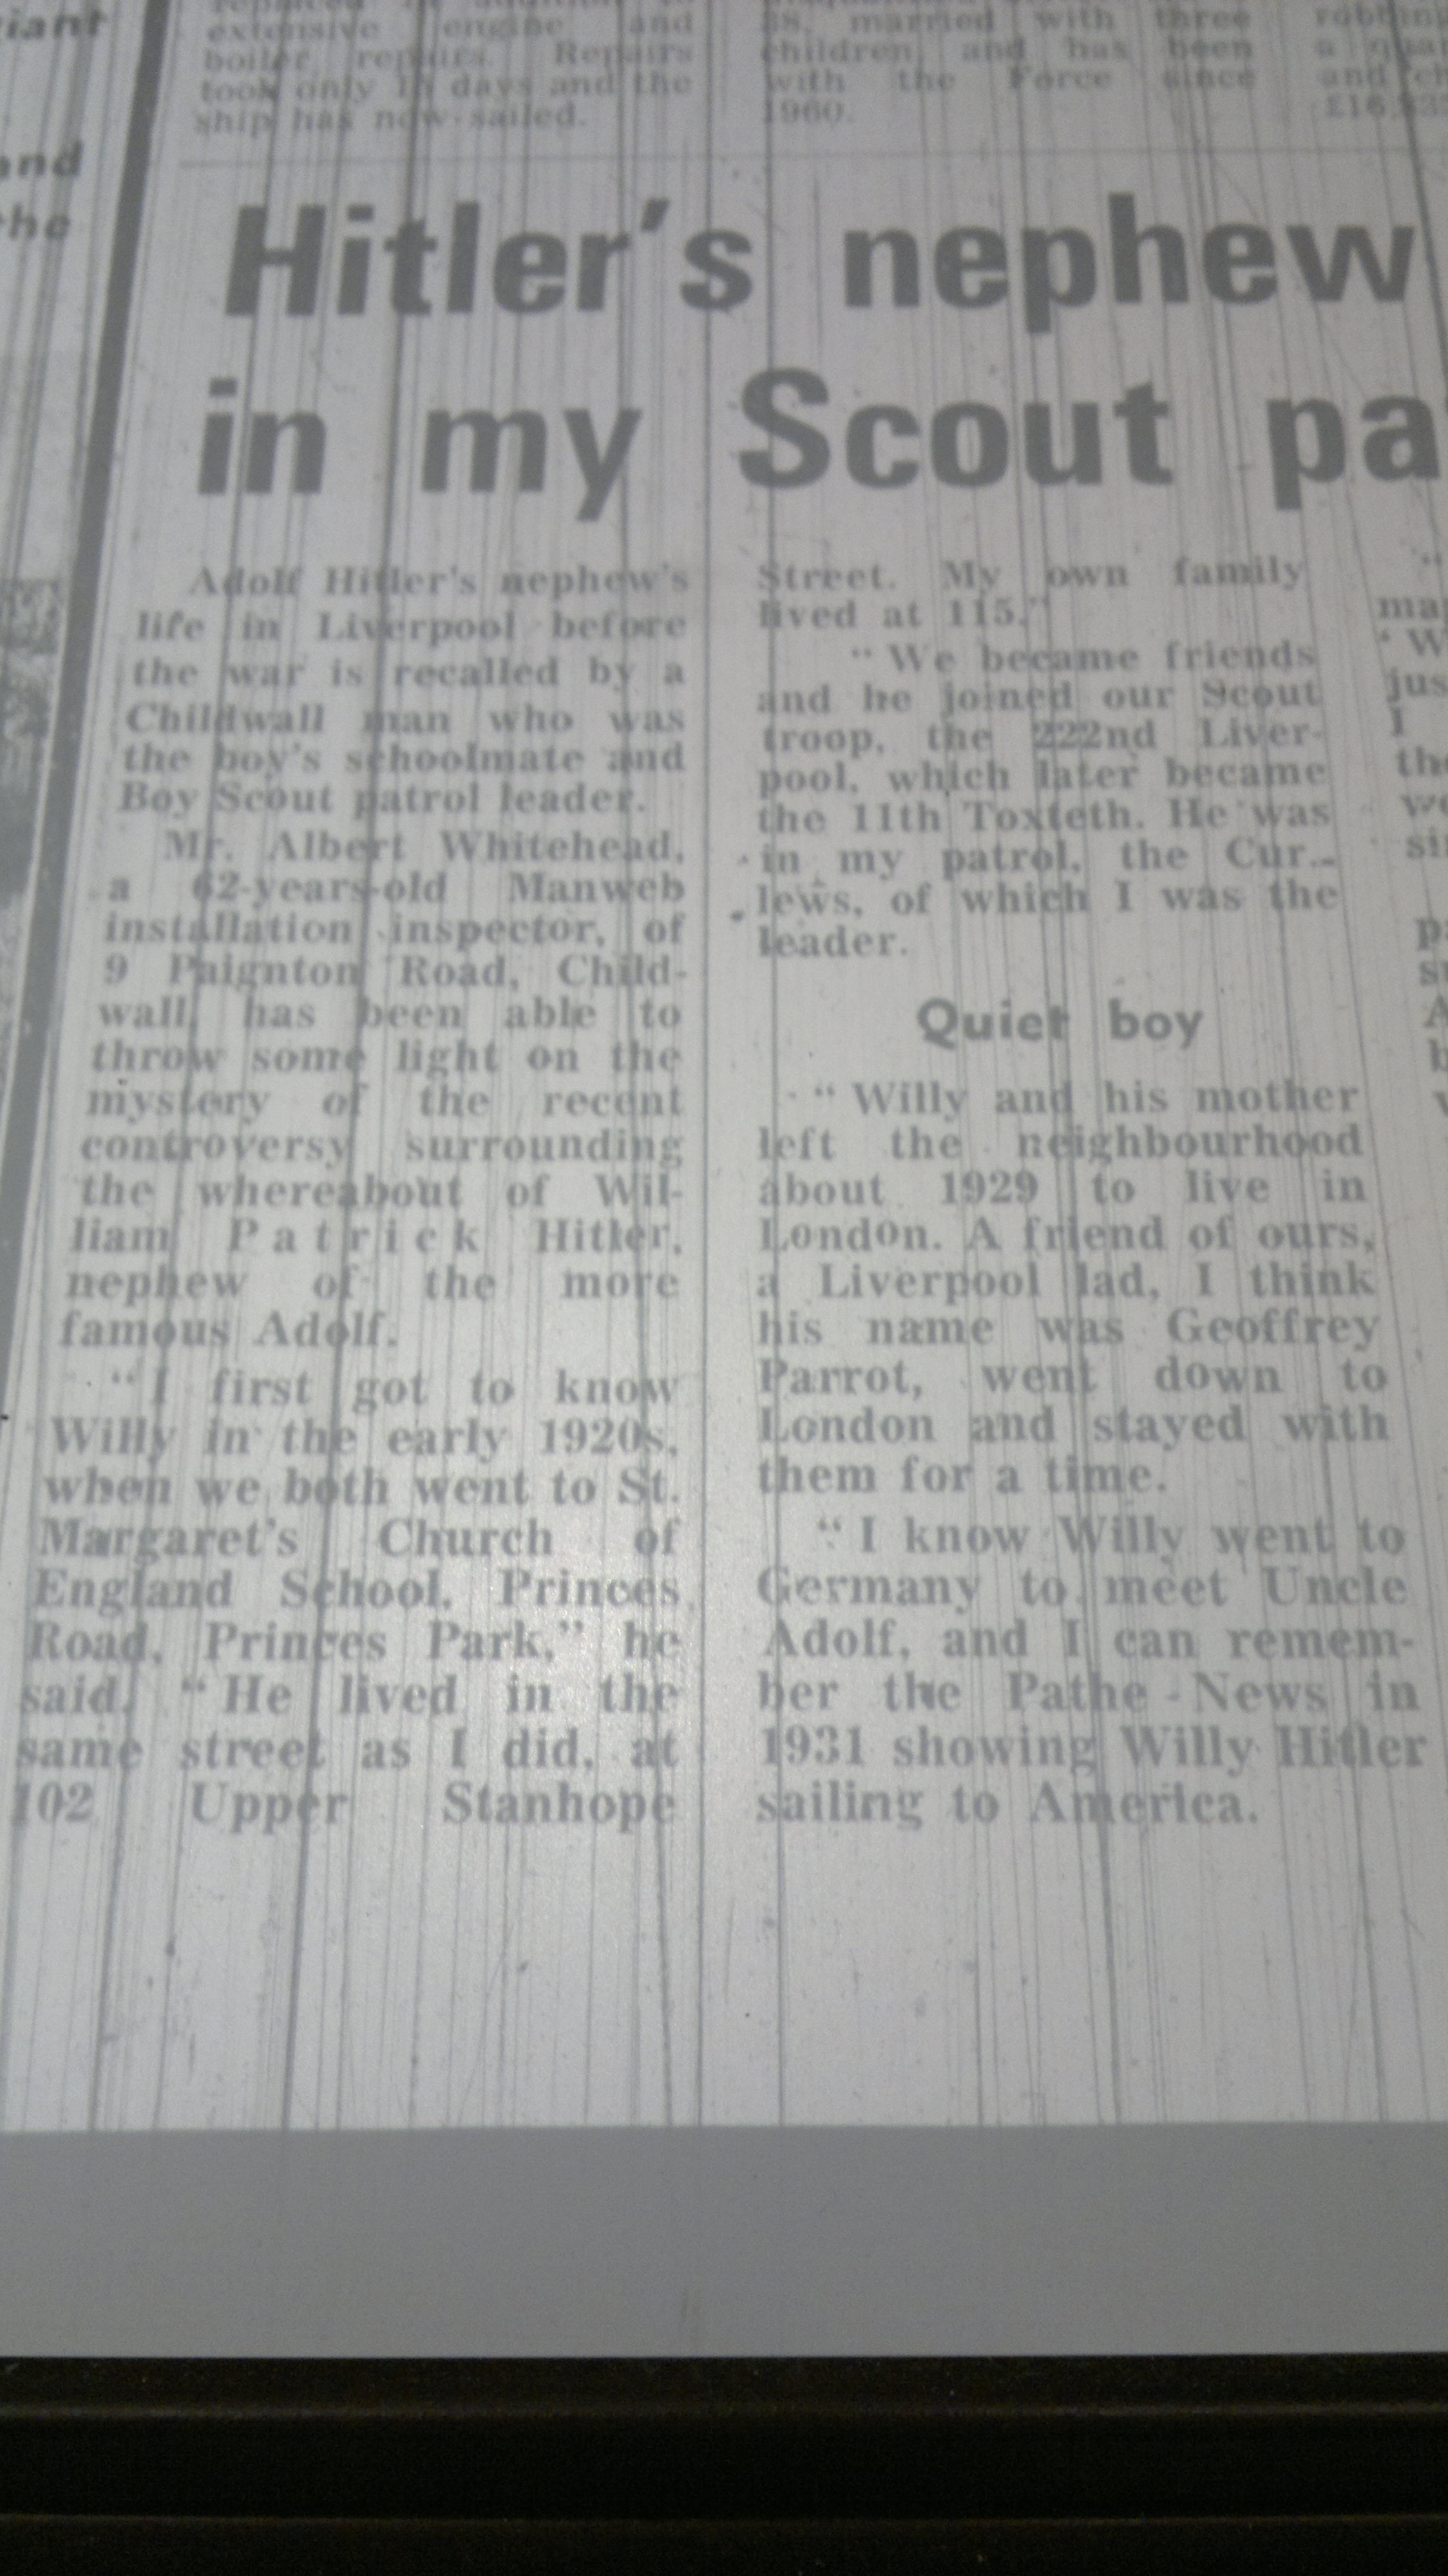 iant
and
the
extensive engine and
boiler repairs. Repairs
took only 15 days and the
ship has now sailed.
38, married with three
children, and has been
with the Force since
1960.
Hitler's nephew
in my Scout pa
Adolf Hitler's nephew's
life in Liverpool before
the war is recalled by a
Childwall man who was
the boy's schoolmate and
Boy Scout patrol leader.
Mr. Albert Whitehead,
a 62-years-old Manweb
installation inspector, of
9 Paignton Road, Child-
wall, has been able to
throw some light on the
mystery of the recent
controversy surrounding
the whereabout of Wil-
liam Patrick Hitler,
nephew of the more
famous Adolf.
"I first got to know
Willy in the early 1920s,
when we both went to St.
Margaret's Church of
England School, Princes
Road, Princes Park," he
said. "He lived in the
same street as I did, at
102 Upper Stanhope
Street. My own family
lived at 115."
"We became friends
and he joined our Scout
troop, the 222nd Liver-
pool, which later became
the 11th Toxteth. He was
in my patrol, the Cur-
lews, of which I was the
leader.
Quiet boy
"Willy and his mother
left the neighbourhood
about 1929 to live in
London. A friend of ours,
a Liverpool lad, I think
his name was Geoffrey
Parrot, went down to
London and stayed with
them for a time.
"I know Willy went to
Germany to meet Uncle
Adolf, and I can remem-
ber the Pathe-News in
1931 showing Willy Hitler
sailing to America.